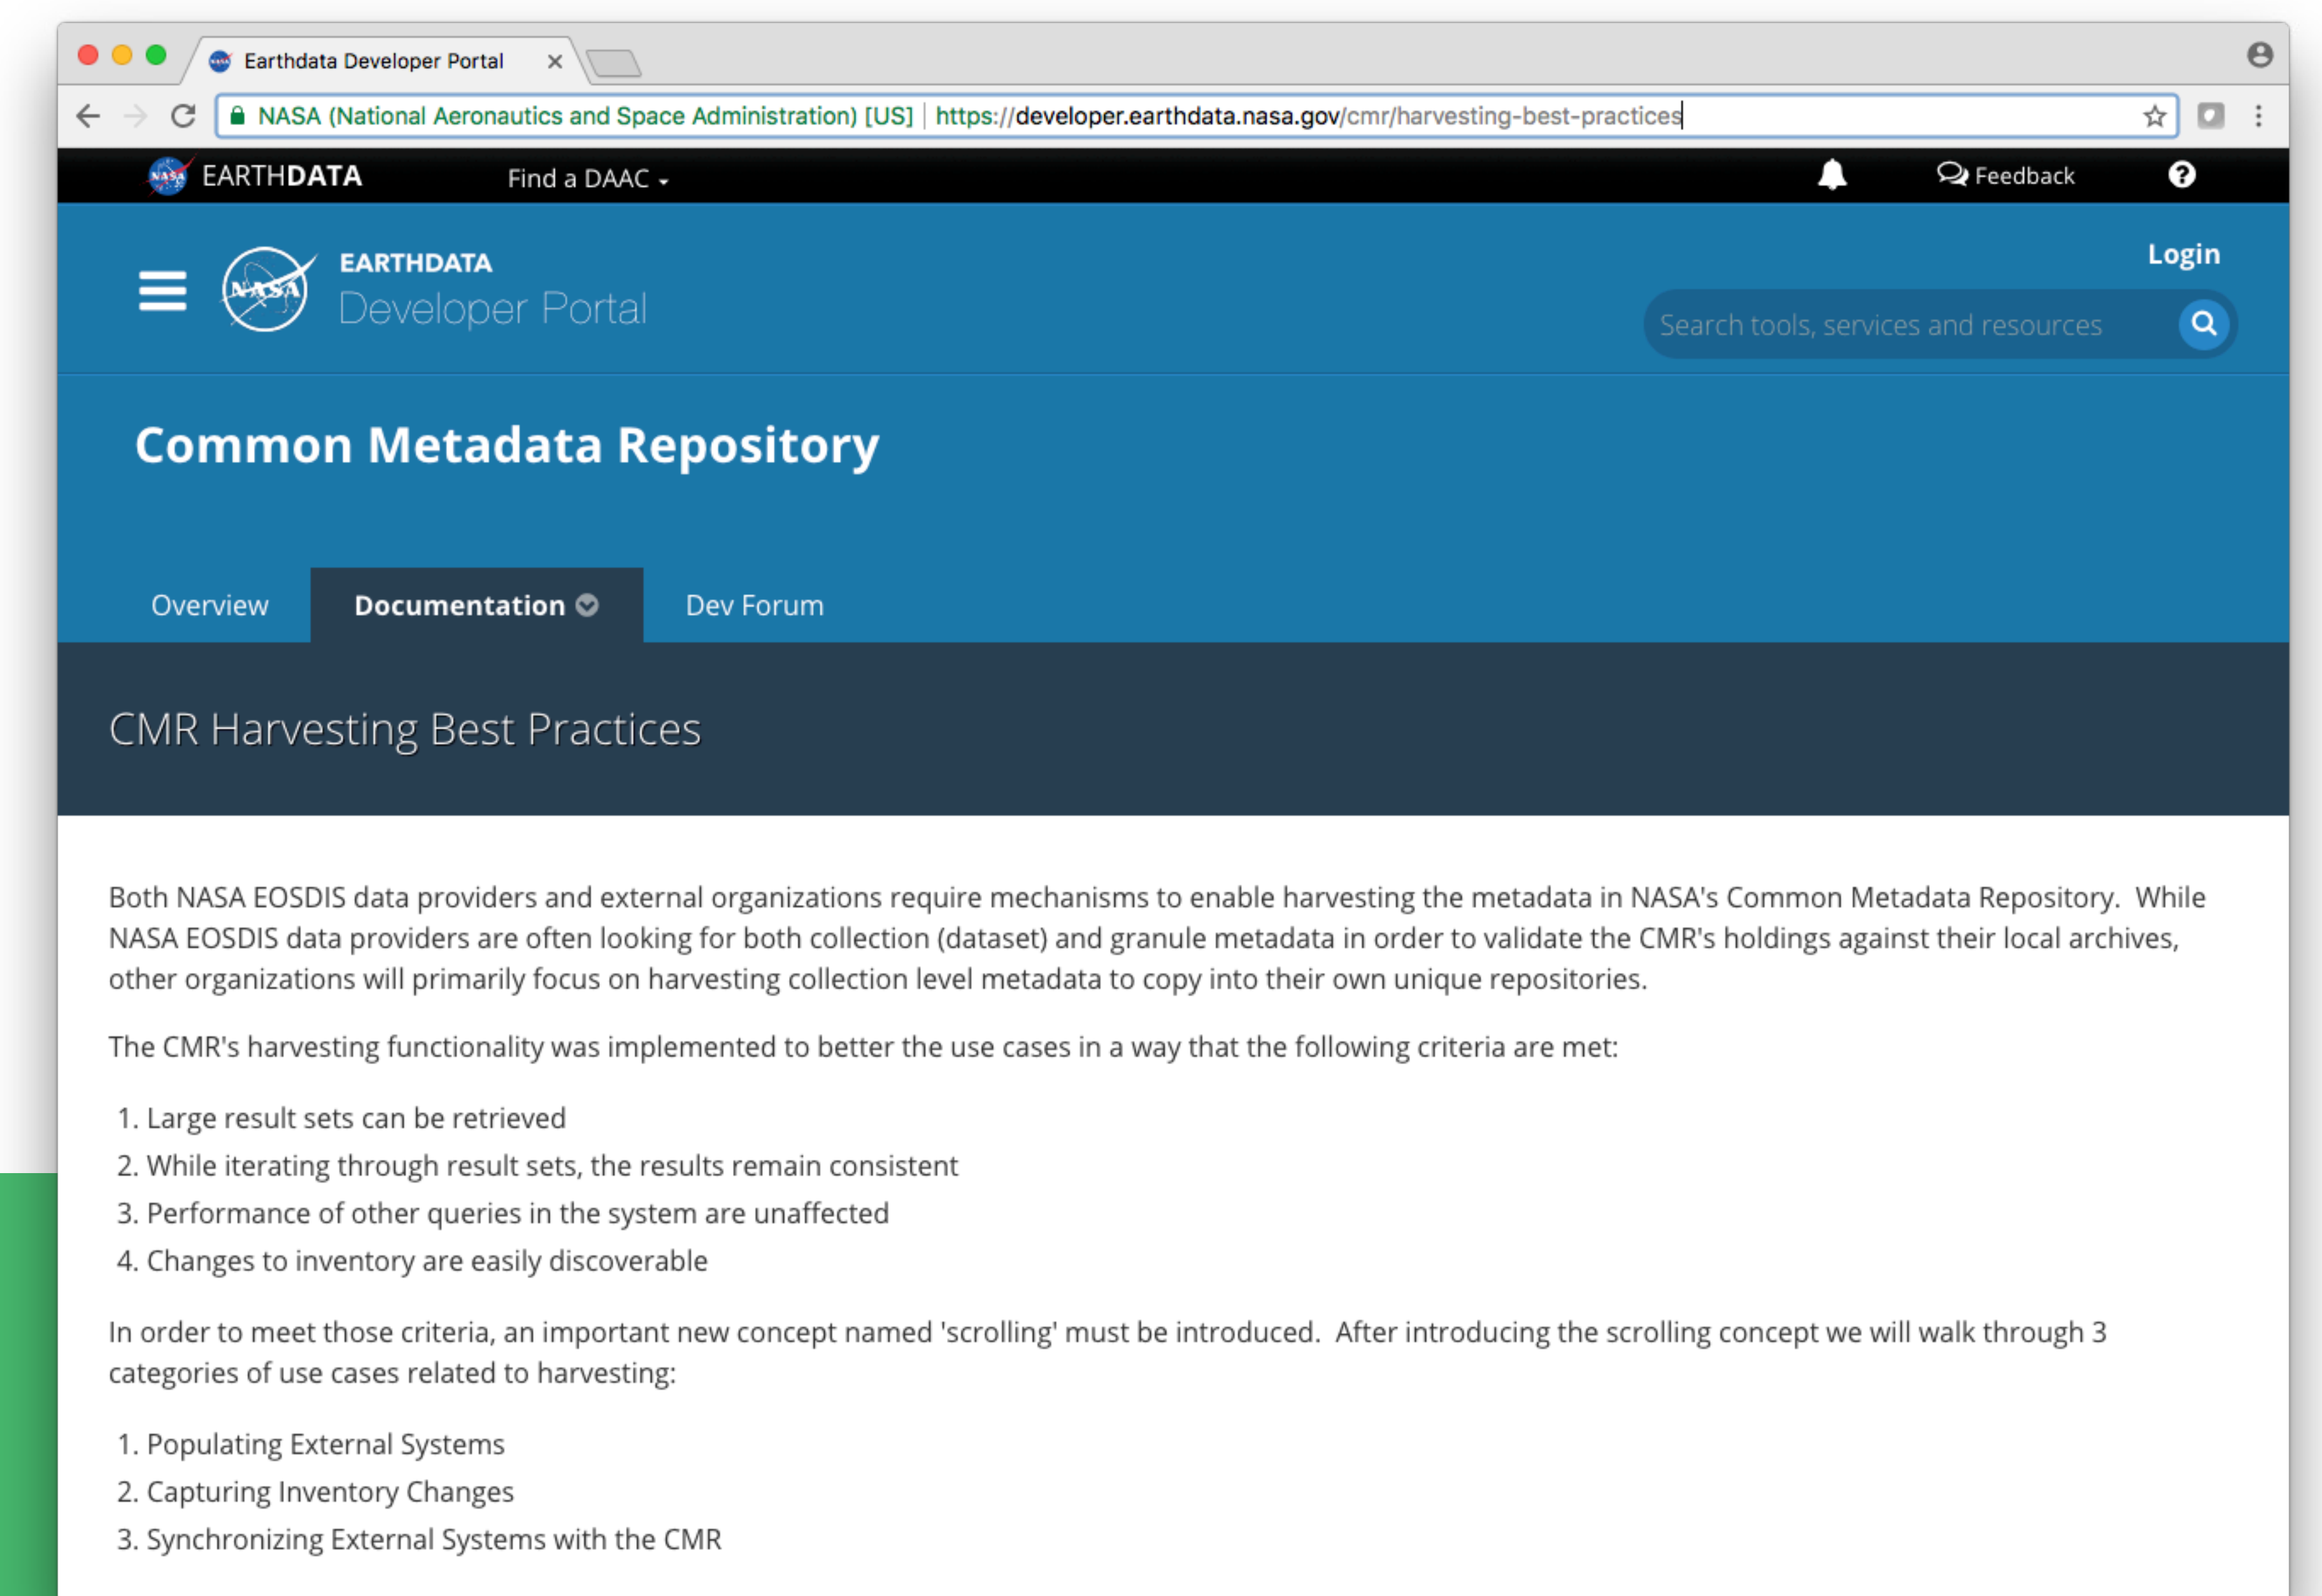 Earthdata Developer Portal
NASA (National Aeronautics and Space Administration) [US] | https://developer.earthdata.nasa.gov/cmr/harvesting-best-practices
NASA EARTHDATA Find a DAAC Feedback
Login
NASA EARTHDATA
Developer Portal
Search tools, services and resources
Common Metadata Repository
Overview Documentation Dev Forum
CMR Harvesting Best Practices
Both NASA EOSDIS data providers and external organizations require mechanisms to enable harvesting the metadata in NASA's Common Metadata Repository.  While
NASA EOSDIS data providers are often looking for both collection (dataset) and granule metadata in order to validate the CMR's holdings against their local archives,
other organizations will primarily focus on harvesting collection level metadata to copy into their own unique repositories.
The CMR's harvesting functionality was implemented to better the use cases in a way that the following criteria are met:
1. Large result sets can be retrieved
2. While iterating through result sets, the results remain consistent
3. Performance of other queries in the system are unaffected
4. Changes to inventory are easily discoverable
In order to meet those criteria, an important new concept named 'scrolling' must be introduced.  After introducing the scrolling concept we will walk through 3
categories of use cases related to harvesting:
1. Populating External Systems
2. Capturing Inventory Changes
3. Synchronizing External Systems with the CMR